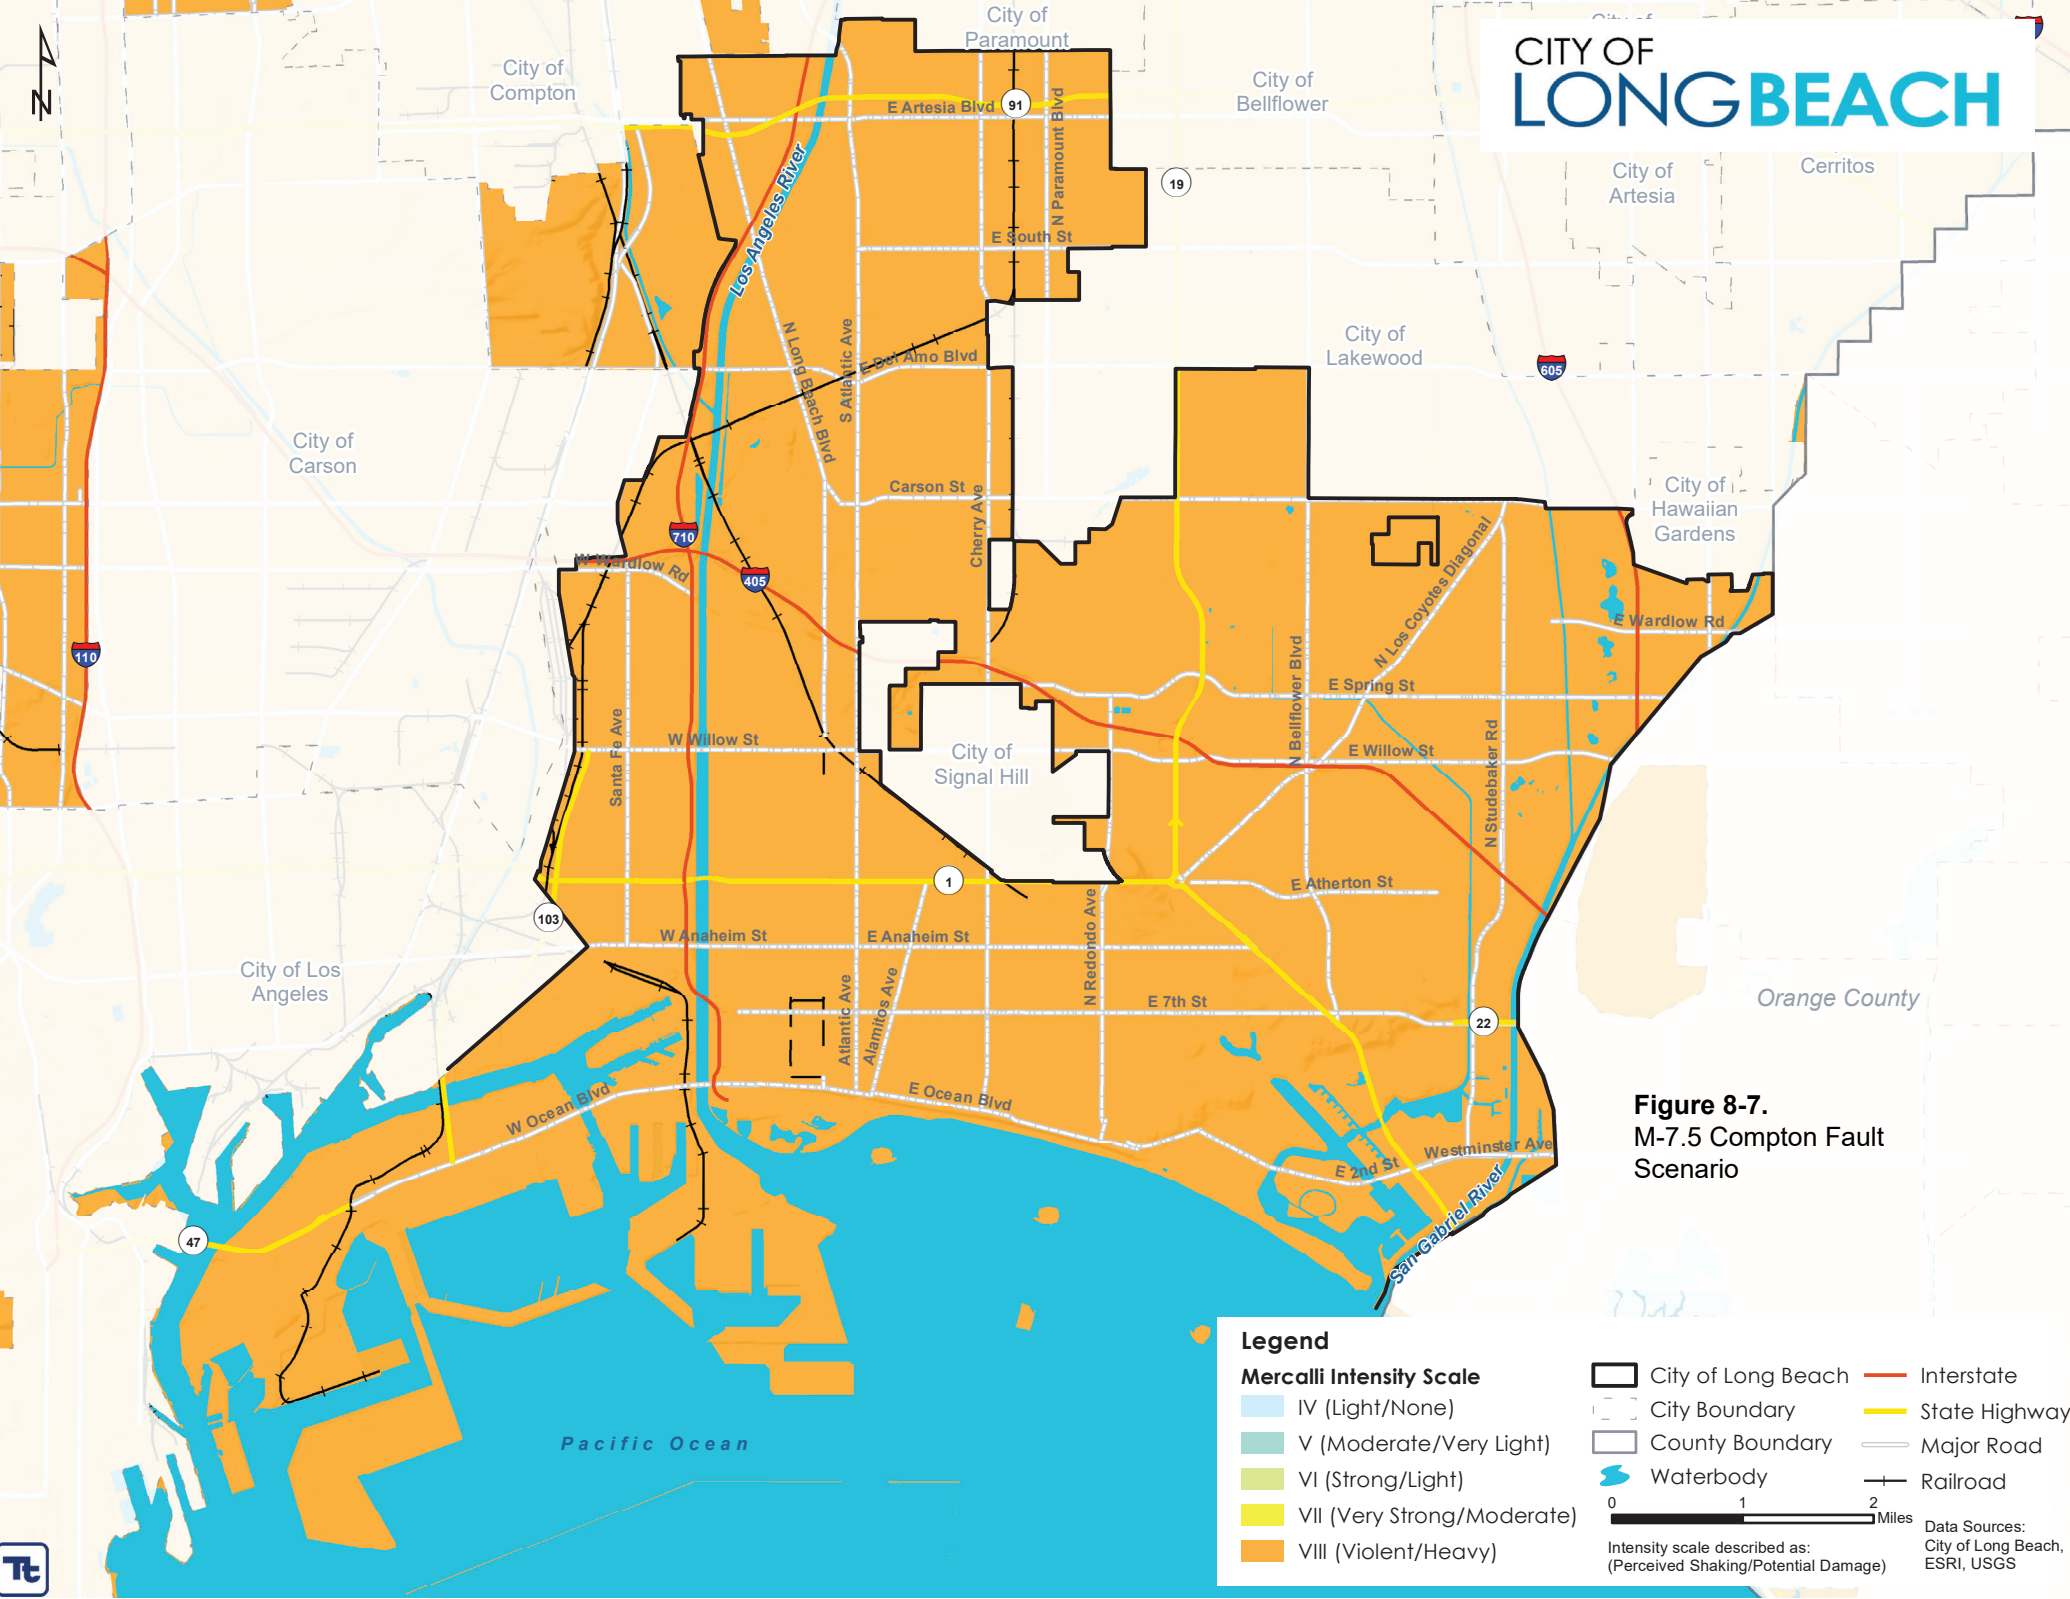 N
City of
Compton
City of
Paramount
City of
Bellflower
City of
CITY OF
LONGBEACH
City of
Artesia
Cerritos
E Artesia Blvd
91
N Paramount Blvd
19
Los Angeles River
E South St
N Long Beach Blvd
S Atlantic Ave
E Del Amo Blvd
City of
Lakewood
605
City of
Carson
Carson St
Cherry Ave
City of
Hawaiian
Gardens
710
W Wardlow Rd
405
N Los Coyotes Diagonal
E Wardlow Rd
110
N Bellflower Blvd
E Spring St
Santa Fe Ave
W Willow St
City of
Signal Hill
E Willow St
N Studebaker Rd
1
E Atherton St
103
W Anaheim St
E Anaheim St
N Redondo Ave
City of Los
Angeles
Atlantic Ave
Alamitos Ave
E 7th St
22
Orange County
W Ocean Blvd
E Ocean Blvd
Figure 8-7.
M-7.5 Compton Fault
Scenario
E 2nd St
Westminster Ave
San Gabriel River
47
Pacific Ocean
Legend
Mercalli Intensity Scale
IV (Light/None)
V (Moderate/Very Light)
VI (Strong/Light)
VII (Very Strong/Moderate)
VIII (Violent/Heavy)
City of Long Beach
City Boundary
County Boundary
Waterbody
Interstate
State Highway
Major Road
Railroad
0 1 2
Miles
Intensity scale described as:
(Perceived Shaking/Potential Damage)
Data Sources:
City of Long Beach,
ESRI, USGS
Tt